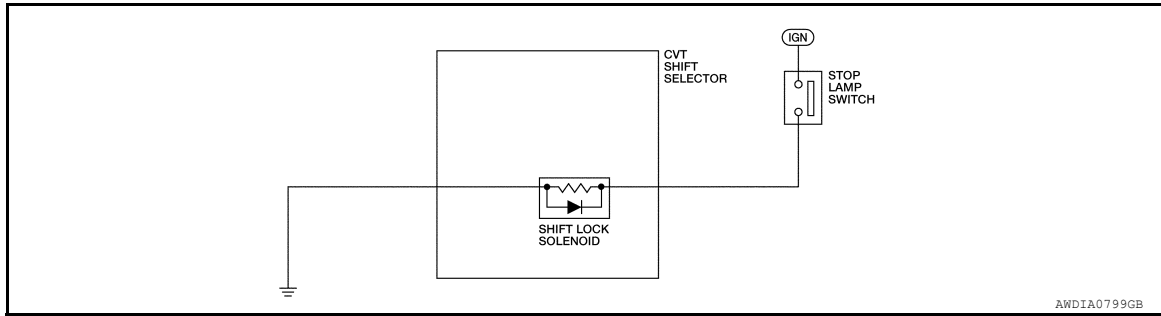 IGN
CVT
SHIFT
SELECTOR
STOP
LAMP
SWITCH
SHIFT LOCK
SOLENOID
AWDIA0799GB